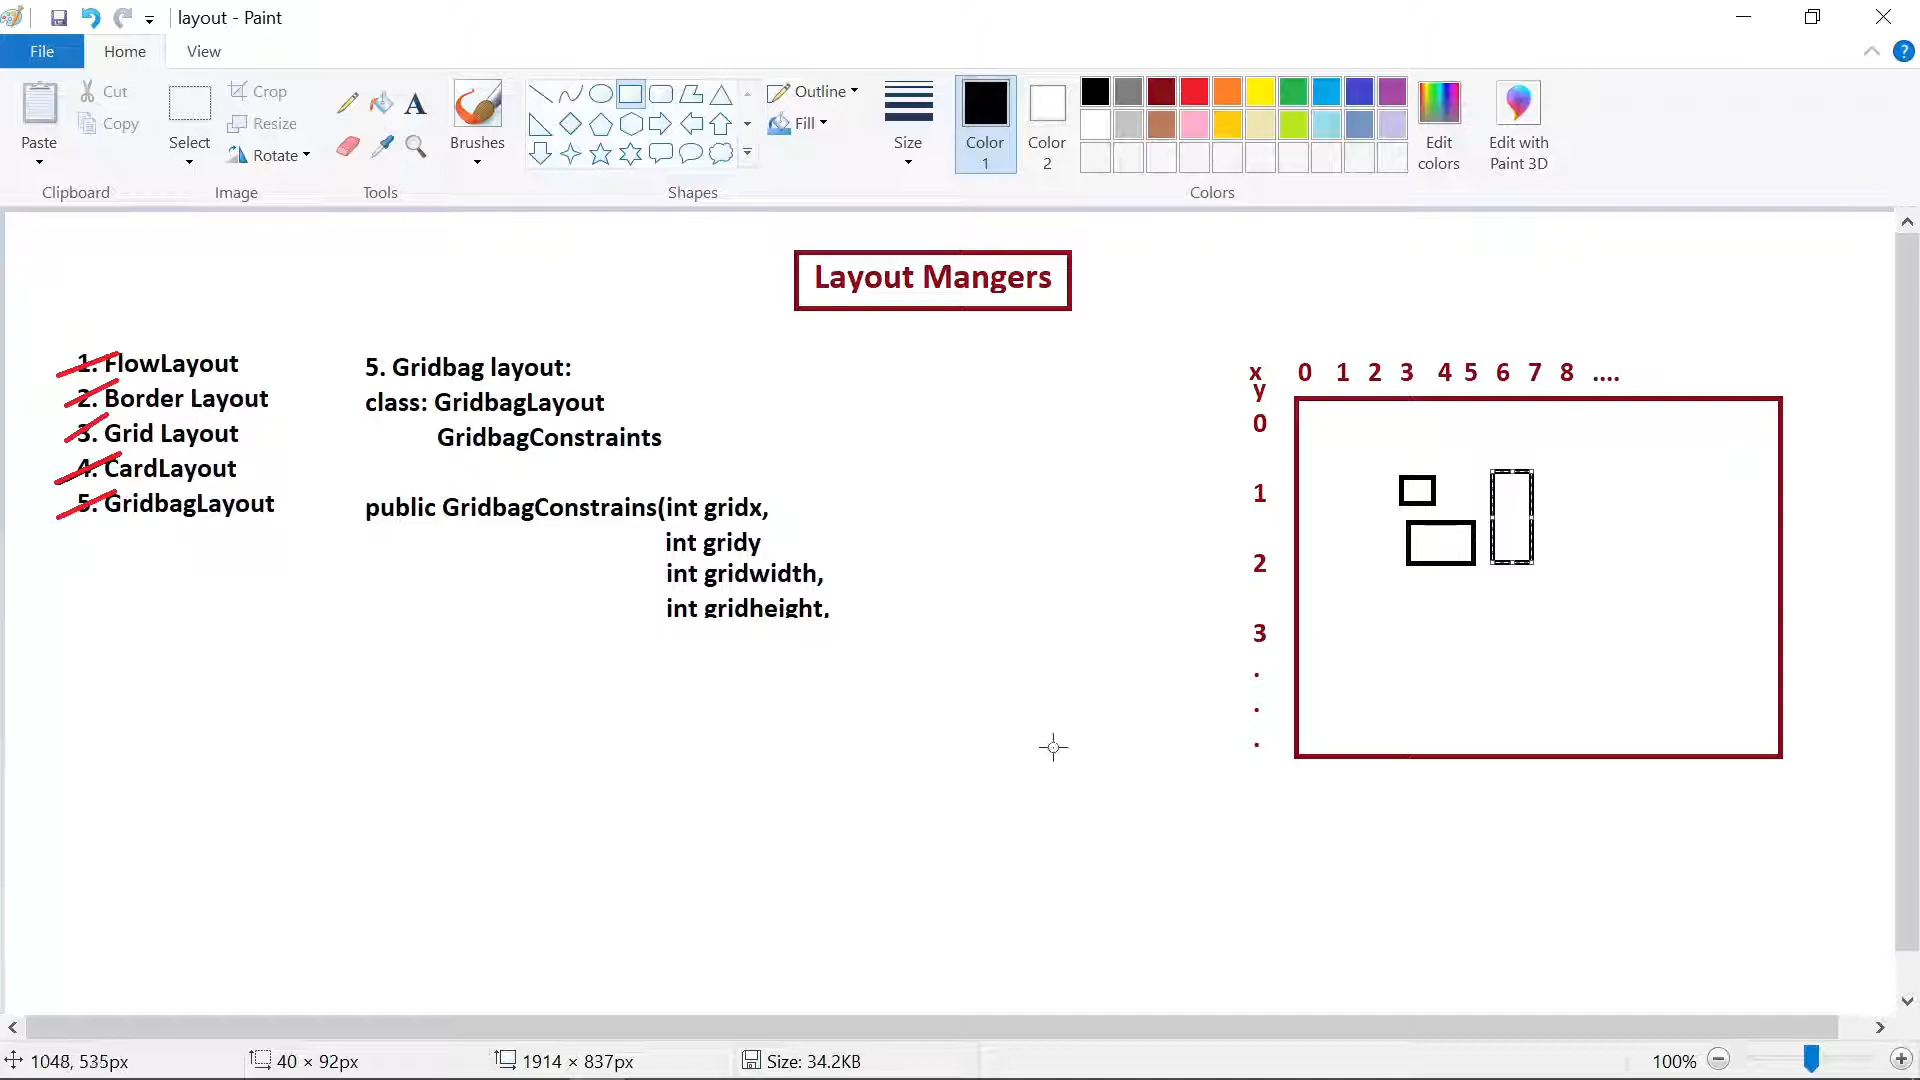 layout - Paint
File
Home
View
Paste
Cut
Copy
Clipboard
Select
Crop
Resize
Rotate
Image
A
Tools
Brushes
Shapes
Outline
Fill
Size
Color 1
Color 2
Edit colors
Colors
Edit with Paint 3D
?
Layout Mangers
1. FlowLayout
2. Border Layout
3. Grid Layout
4. CardLayout
5. GridbagLayout
5. Gridbag layout:
class: GridbagLayout
GridbagConstraints
public GridbagConstrains(int gridx,
int gridy
int gridwidth,
int gridheight,
x 0 1 2 3 4 5 6 7 8 ....
y
0
1
2
3
.
.
.
1048, 535px
40 × 92px
1914 × 837px
Size: 34.2KB
100%